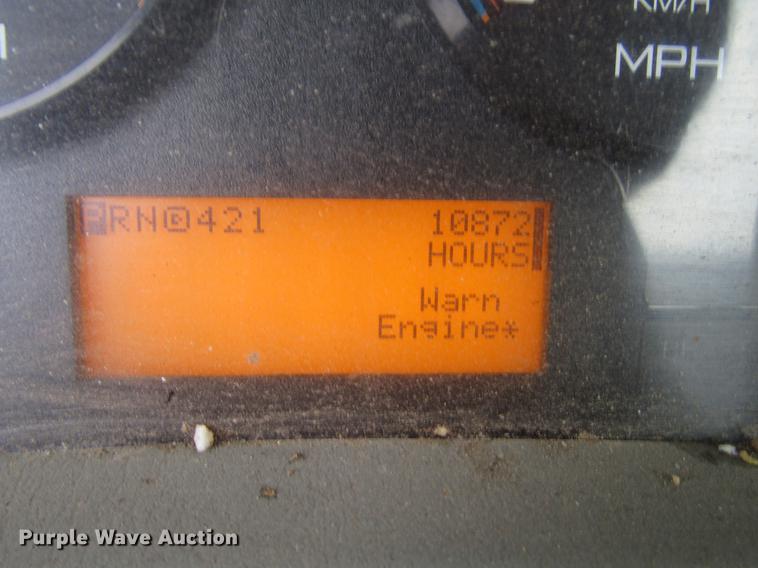 KM/H
MPH
PRNⒹ421 10872
HOURS
Warn
Engine*
Purple Wave Auction